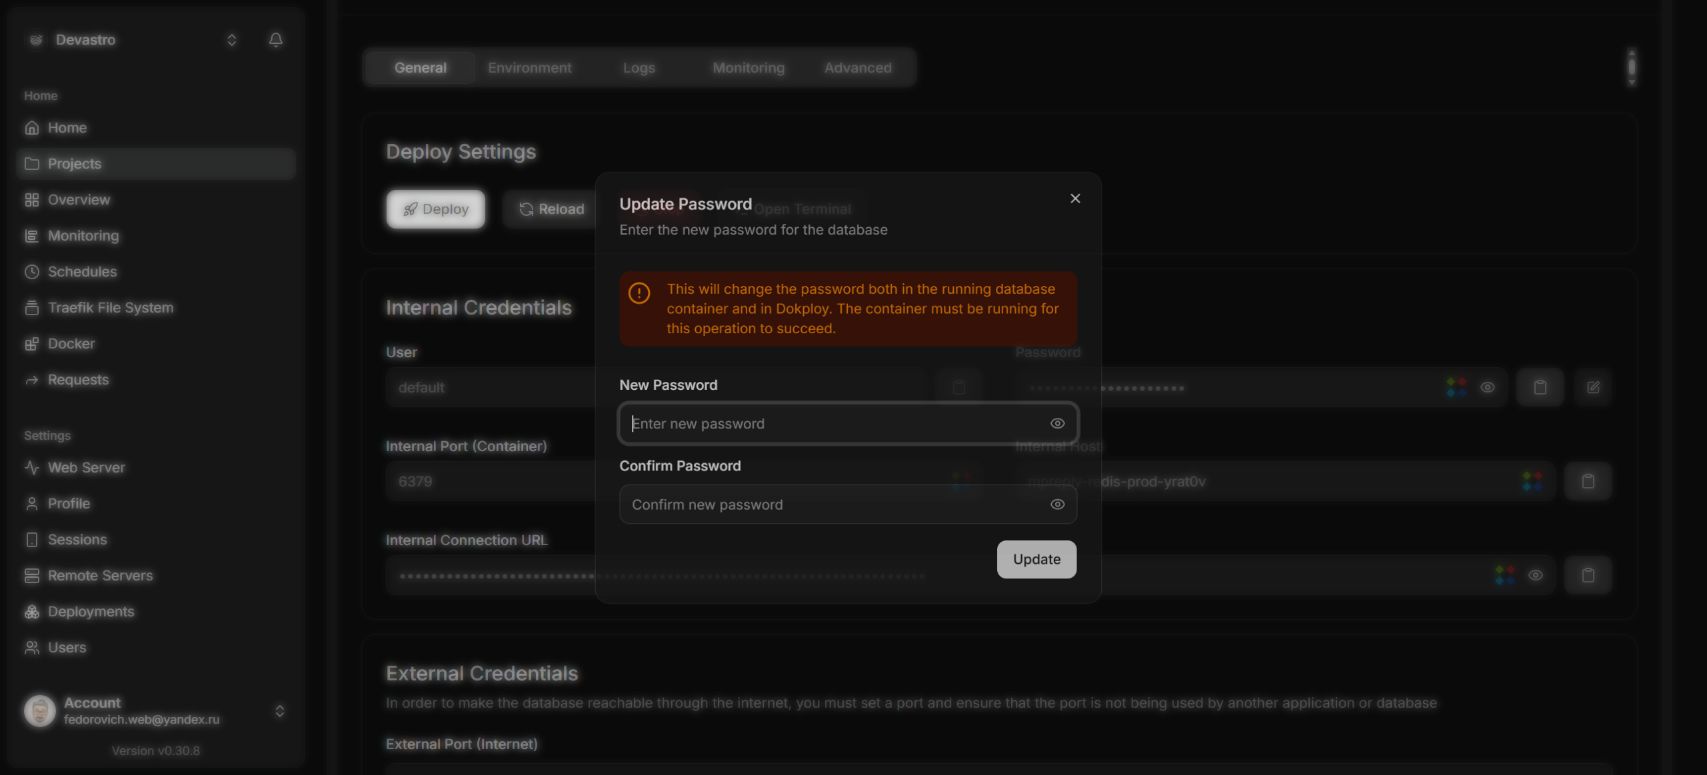 Devastro
Home
Home
Projects
Overview
Monitoring
Schedules
Traefik File System
Docker
Requests
Settings
Web Server
Profile
Sessions
Remote Servers
Deployments
Users
Account
fedorovich.web@yandex.ru
Version v0.30.8
General
Environment
Logs
Monitoring
Advanced
Deploy Settings
Deploy
Reload
Open Terminal
Internal Credentials
User
default
Password
Internal Port (Container)
6379
Internal Host
mpreply-redis-prod-yrat0v
Internal Connection URL
External Credentials
In order to make the database reachable through the internet, you must set a port and ensure that the port is not being used by another application or database
External Port (Internet)
Update Password
Enter the new password for the database
This will change the password both in the running database
container and in Dokploy. The container must be running for
this operation to succeed.
New Password
Enter new password
Confirm Password
Confirm new password
Update